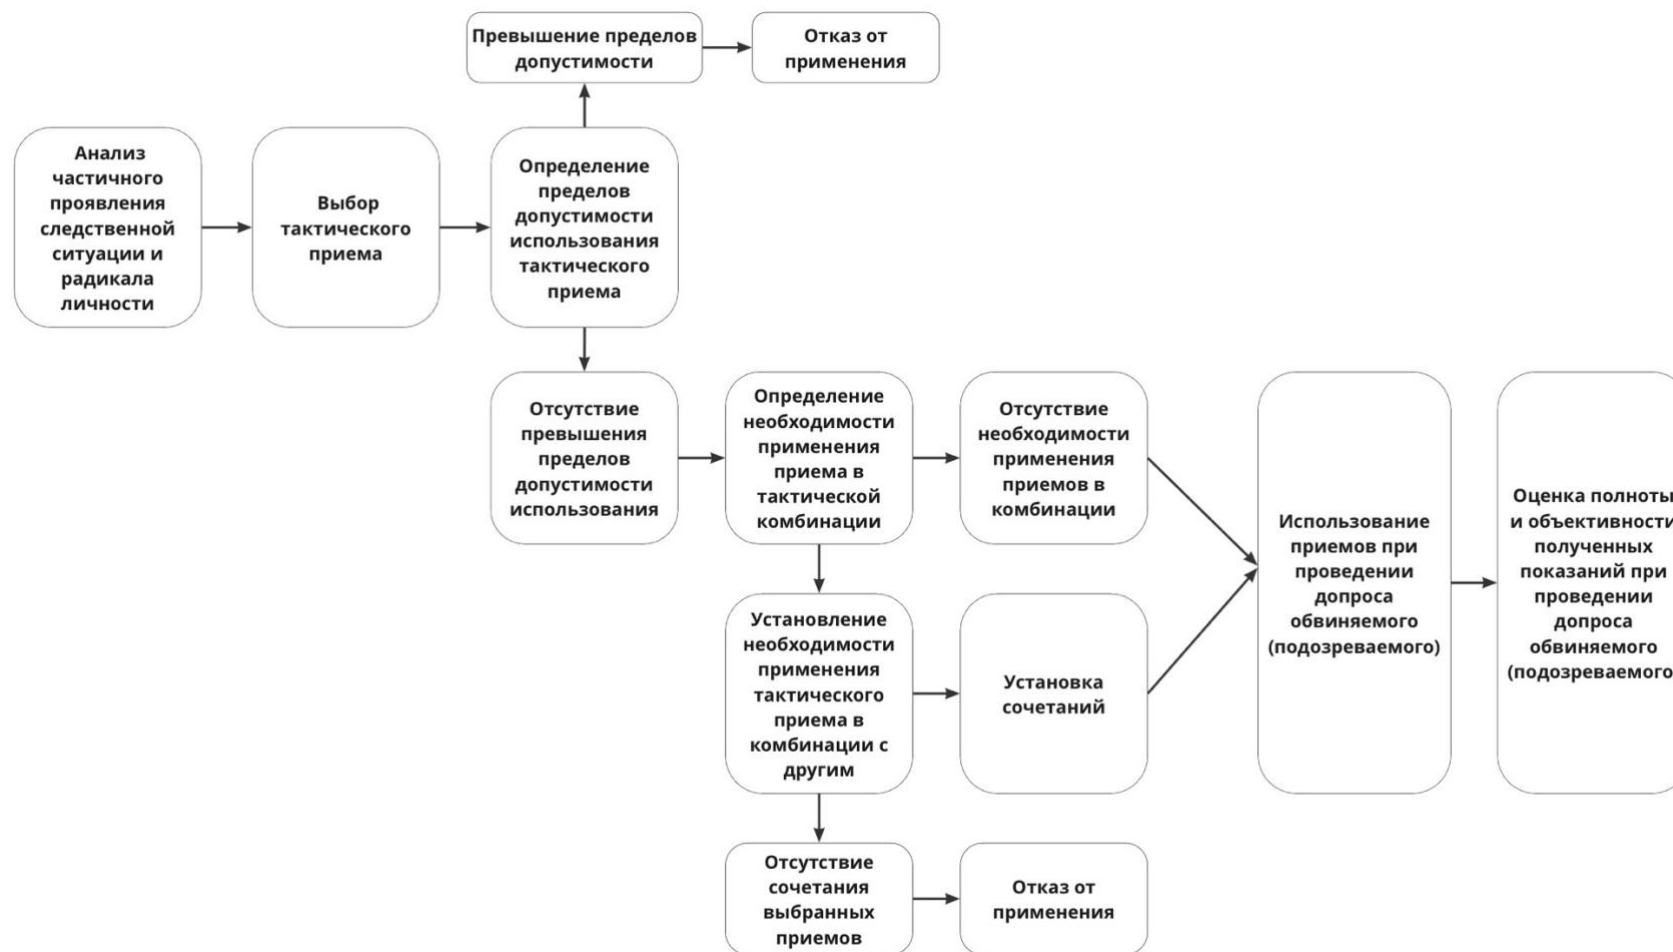 Превышение пределов
допустимости
Отказ от
применения
Анализ
частичного
проявления
следственной
ситуации и
радикала
личности
Выбор
тактического
приема
Определение
пределов
допустимости
использования
тактического
приема
Отсутствие
превышения
пределов
допустимости
использования
Определение
необходимости
применения
приема в
тактической
комбинации
Отсутствие
необходимости
применения
приемов в
комбинации
Установление
необходимости
применения
тактического
приема в
комбинации с
другим
Установка
сочетаний
Отсутствие
сочетания
выбранных
приемов
Отказ от
применения
Использование
приемов при
проведении
допроса
обвиняемого
(подозреваемого)
Оценка полноты
и объективности
полученных
показаний при
проведении
допроса
обвиняемого
(подозреваемого